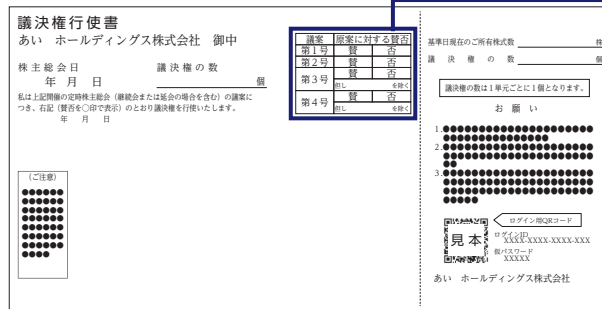 議決権行使書
あい ホールディングス株式会社 御中
株主総会日 議決権の数
年 月 日 個
私は上記開催の定時株主総会（継続会または延会の場合を含む）の議案に
つき、右記（賛否を○印で表示）のとおり議決権を行使いたします。
年 月 日
（ご注意）
議案 原案に対する賛否
第1号 賛 否
第2号 賛 否
第3号 賛 否
但し を除く
第4号 賛 否
但し を除く
基準日現在のご所有株式数 株
議決権の数 個
議決権の数は1単元ごとに1個となります。
お願い
1.
2.
3.
見本
ログイン用QRコード
ログインID
XXXX-XXXX-XXXX-XXX
仮パスワード
XXXXX
あい ホールディングス株式会社